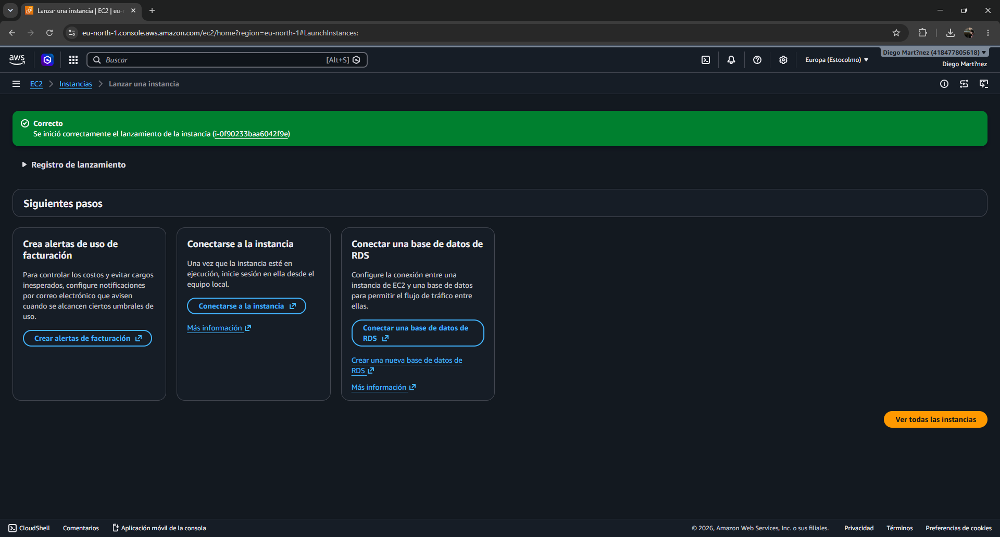 Lanzar una instancia | EC2 | eu-
eu-north-1.console.aws.amazon.com/ec2/home?region=eu-north-1#LaunchInstances:
aws
Buscar
[Alt+S]
Europa (Estocolmo)
Diego Mart?nez (418477805618)
Diego Mart?nez
EC2
Instancias
Lanzar una instancia
Correcto
Se inició correctamente el lanzamiento de la instancia (i-0f90233baa6042f9e)
Registro de lanzamiento
Siguientes pasos
Crea alertas de uso de
facturación
Para controlar los costos y evitar cargos
inesperados, configure notificaciones
por correo electrónico que avisen
cuando se alcancen ciertos umbrales de
uso.
Crear alertas de facturación
Conectarse a la instancia
Una vez que la instancia esté en
ejecución, inicie sesión en ella desde el
equipo local.
Conectarse a la instancia
Más información
Conectar una base de datos de
RDS
Configure la conexión entre una
instancia de EC2 y una base de datos
para permitir el flujo de tráfico entre
ellas.
Conectar una base de datos de
RDS
Crear una nueva base de datos de
RDS
Más información
Ver todas las instancias
CloudShell
Comentarios
Aplicación móvil de la consola
© 2026, Amazon Web Services, Inc. o sus filiales.
Privacidad
Términos
Preferencias de cookies